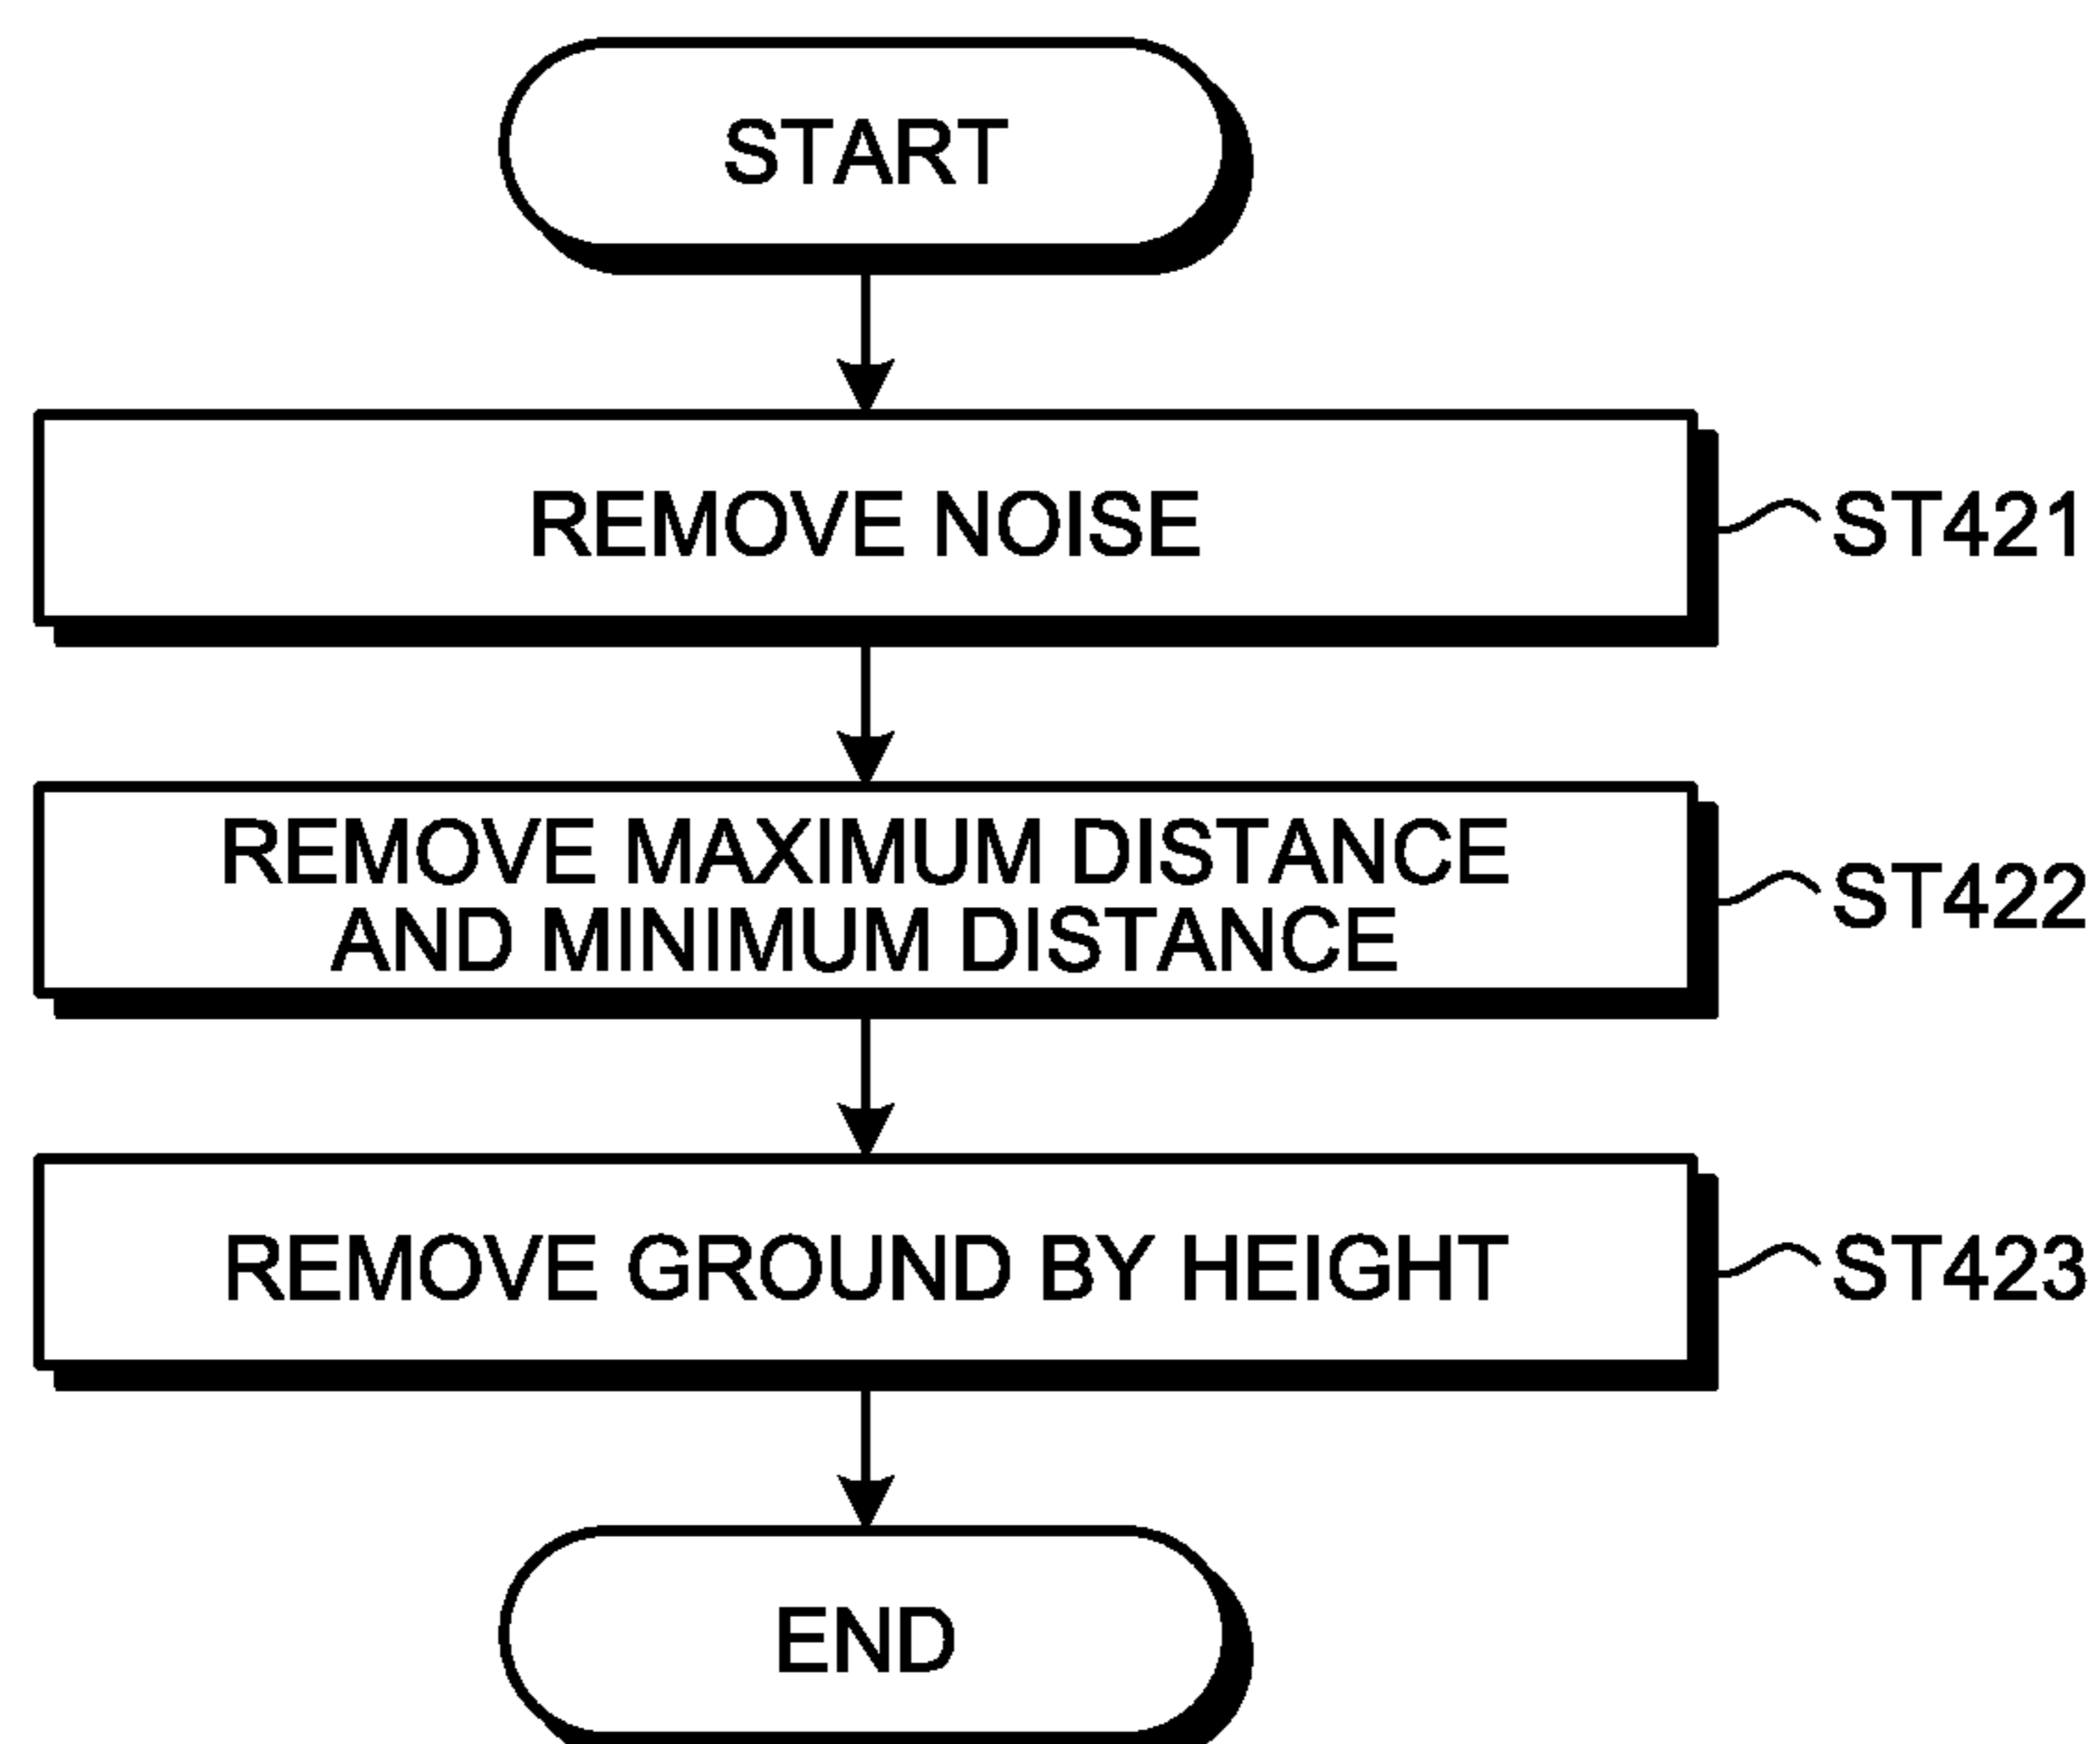 START
REMOVE NOISE
ST421
REMOVE MAXIMUM DISTANCE
AND MINIMUM DISTANCE
ST422
REMOVE GROUND BY HEIGHT
ST423
END